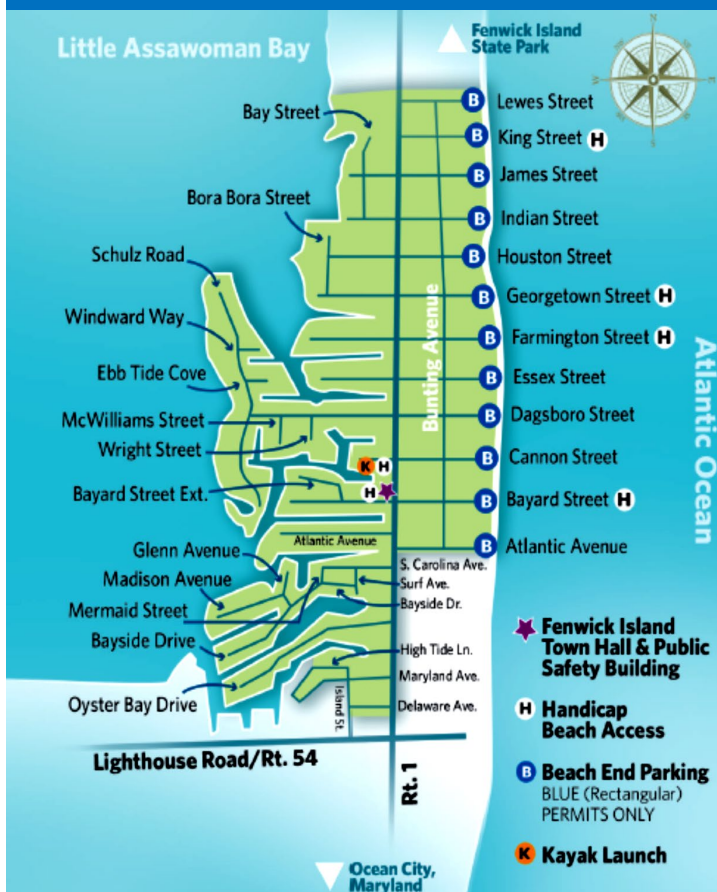 Little Assawoman Bay
Fenwick Island
State Park
N
E
S
W
Bay Street
B Lewes Street
B King Street H
B James Street
Bora Bora Street
B Indian Street
Schulz Road
B Houston Street
B Georgetown Street H
Windward Way
B Farmington Street H
Ebb Tide Cove
B Essex Street
Bunting Avenue
Atlantic Ocean
McWilliams Street
B Dagsboro Street
Wright Street
K H
B Cannon Street
Bayard Street Ext.
H
B Bayard Street H
Atlantic Avenue
B Atlantic Avenue
Glenn Avenue
S. Carolina Ave.
Madison Avenue
Surf Ave.
Mermaid Street
Bayside Dr.
Bayside Drive
High Tide Ln.
Maryland Ave.
Oyster Bay Drive
Island St.
Delaware Ave.
Lighthouse Road/Rt. 54
Rt. 1
Fenwick Island
Town Hall & Public
Safety Building
H Handicap
Beach Access
B Beach End Parking
BLUE (Rectangular)
PERMITS ONLY
K Kayak Launch
Ocean City,
Maryland